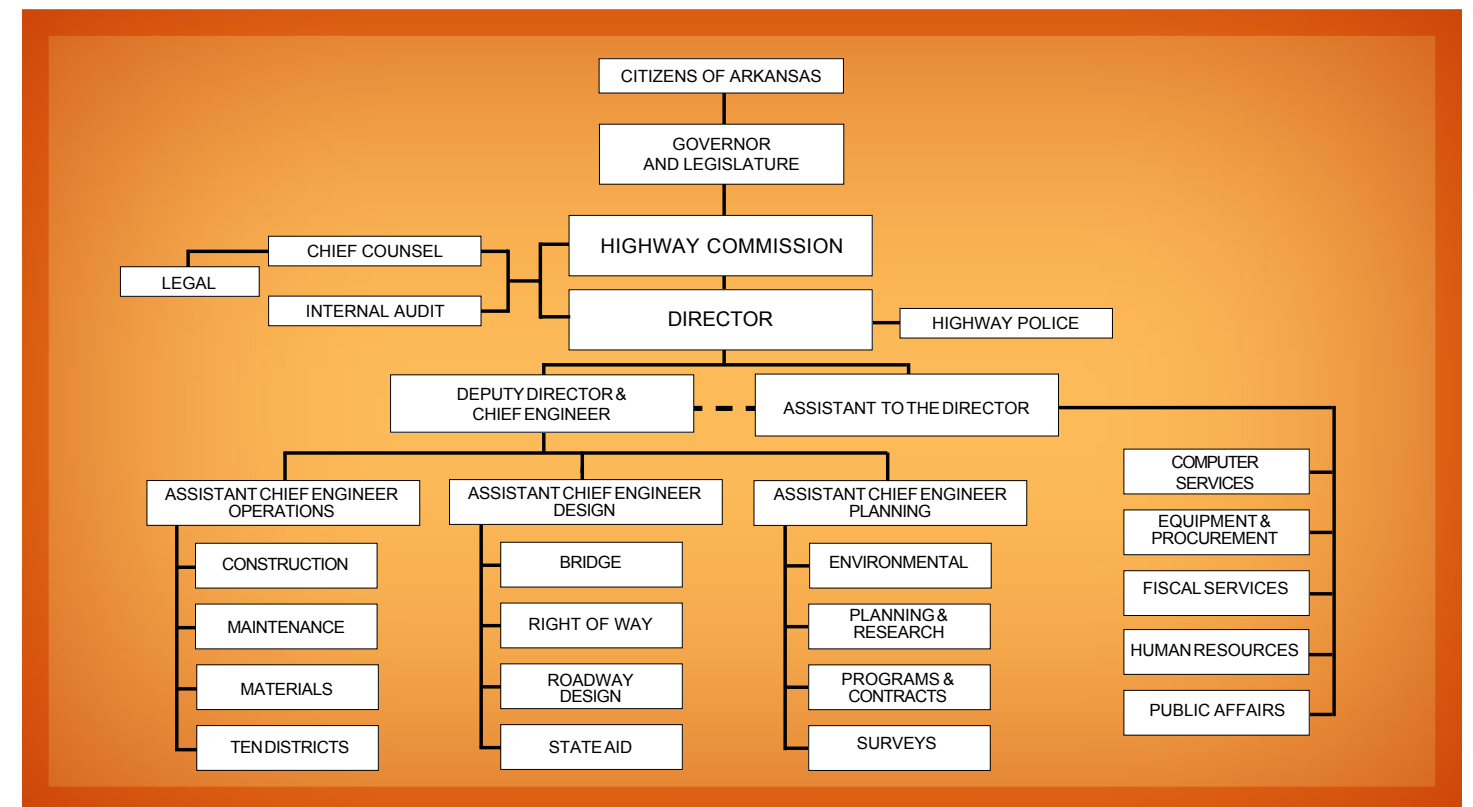 CITIZENS OF ARKANSAS
GOVERNOR
AND LEGISLATURE
HIGHWAY COMMISSION
CHIEF COUNSEL
LEGAL
INTERNAL AUDIT
DIRECTOR
HIGHWAY POLICE
DEPUTY DIRECTOR &
CHIEF ENGINEER
ASSISTANT TO THE DIRECTOR
ASSISTANT CHIEF ENGINEER
OPERATIONS
CONSTRUCTION
MAINTENANCE
MATERIALS
TEN DISTRICTS
ASSISTANT CHIEF ENGINEER
DESIGN
BRIDGE
RIGHT OF WAY
ROADWAY
DESIGN
STATE AID
ASSISTANT CHIEF ENGINEER
PLANNING
ENVIRONMENTAL
PLANNING &
RESEARCH
PROGRAMS &
CONTRACTS
SURVEYS
COMPUTER
SERVICES
EQUIPMENT &
PROCUREMENT
FISCAL SERVICES
HUMAN RESOURCES
PUBLIC AFFAIRS